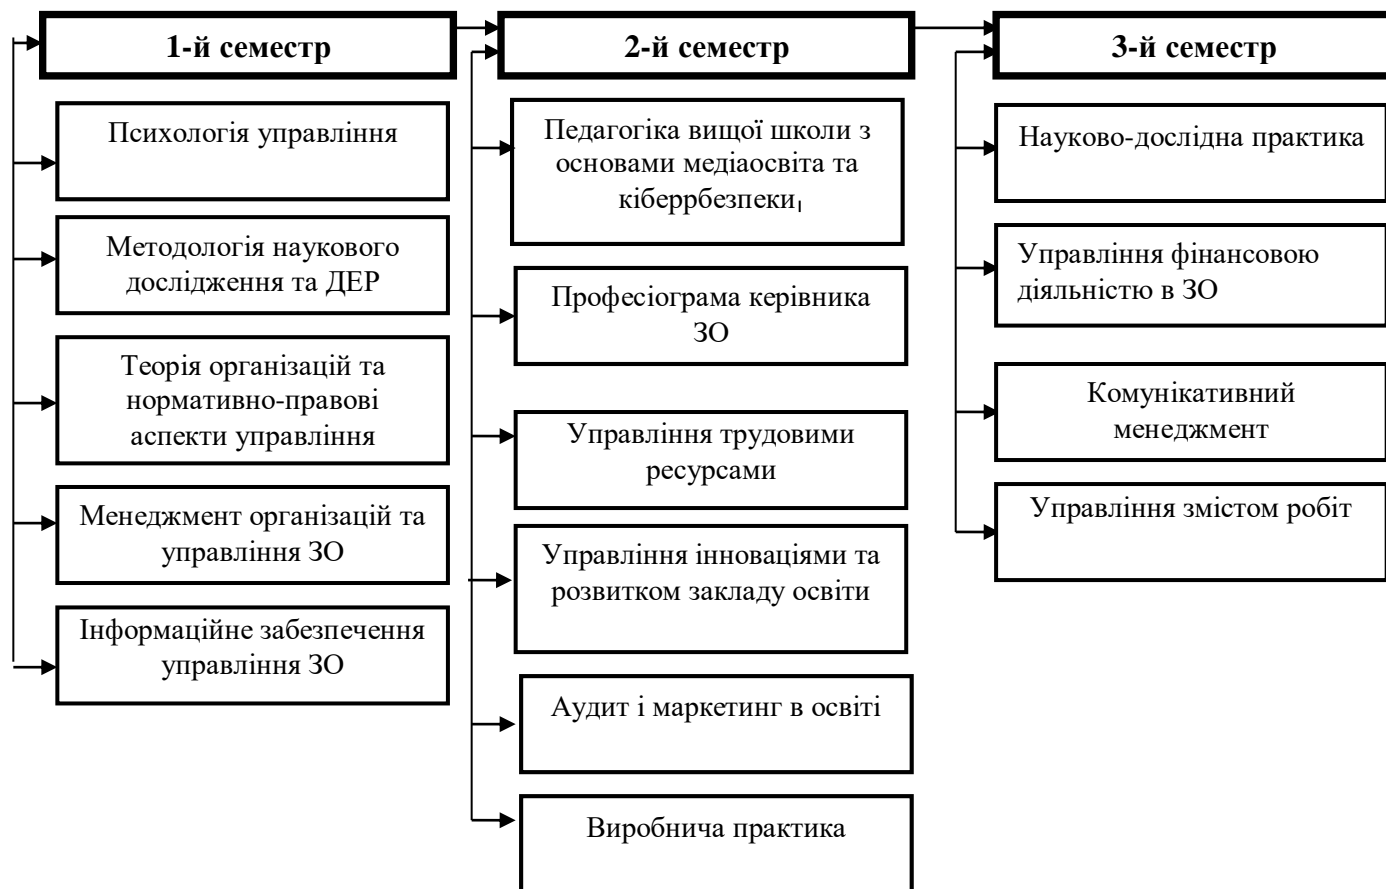 1-й семестр
Психологія управління
Методологія наукового
дослідження та ДЕР
Теорія організацій та
нормативно-правові
аспекти управління
Менеджмент організацій та
управління ЗО
Інформаційне забезпечення
управління ЗО
2-й семестр
Педагогіка вищої школи з
основами медіаосвіта та
кіберрбезпеки
Професіограма керівника
ЗО
Управління трудовими
ресурсами
Управління інноваціями та
розвитком закладу освіти
Аудит і маркетинг в освіті
Виробнича практика
3-й семестр
Науково-дослідна практика
Управління фінансовою
діяльністю в ЗО
Комунікативний
менеджмент
Управління змістом робіт